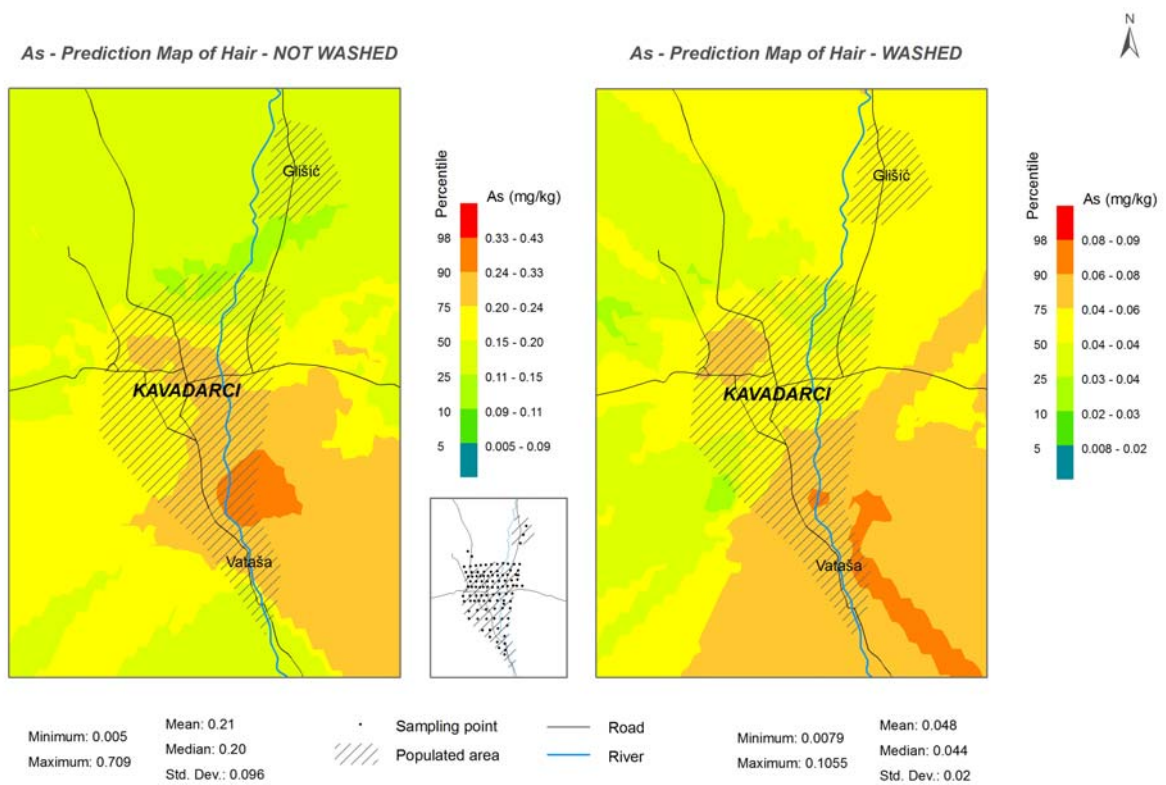 N
As - Prediction Map of Hair - NOT WASHED
As - Prediction Map of Hair - WASHED
Glišić
KAVADARCI
Vataša
Percentile
As (mg/kg)
98
0.33 - 0.43
90
0.24 - 0.33
75
0.20 - 0.24
50
0.15 - 0.20
25
0.11 - 0.15
10
0.09 - 0.11
5
0.005 - 0.09
Glišić
KAVADARCI
Vataša
Percentile
As (mg/kg)
98
0.08 - 0.09
90
0.06 - 0.08
75
0.04 - 0.06
50
0.04 - 0.04
25
0.03 - 0.04
10
0.02 - 0.03
5
0.008 - 0.02
Minimum: 0.005
Maximum: 0.709
Mean: 0.21
Median: 0.20
Std. Dev.: 0.096
Sampling point
Populated area
Road
River
Minimum: 0.0079
Maximum: 0.1055
Mean: 0.048
Median: 0.044
Std. Dev.: 0.02